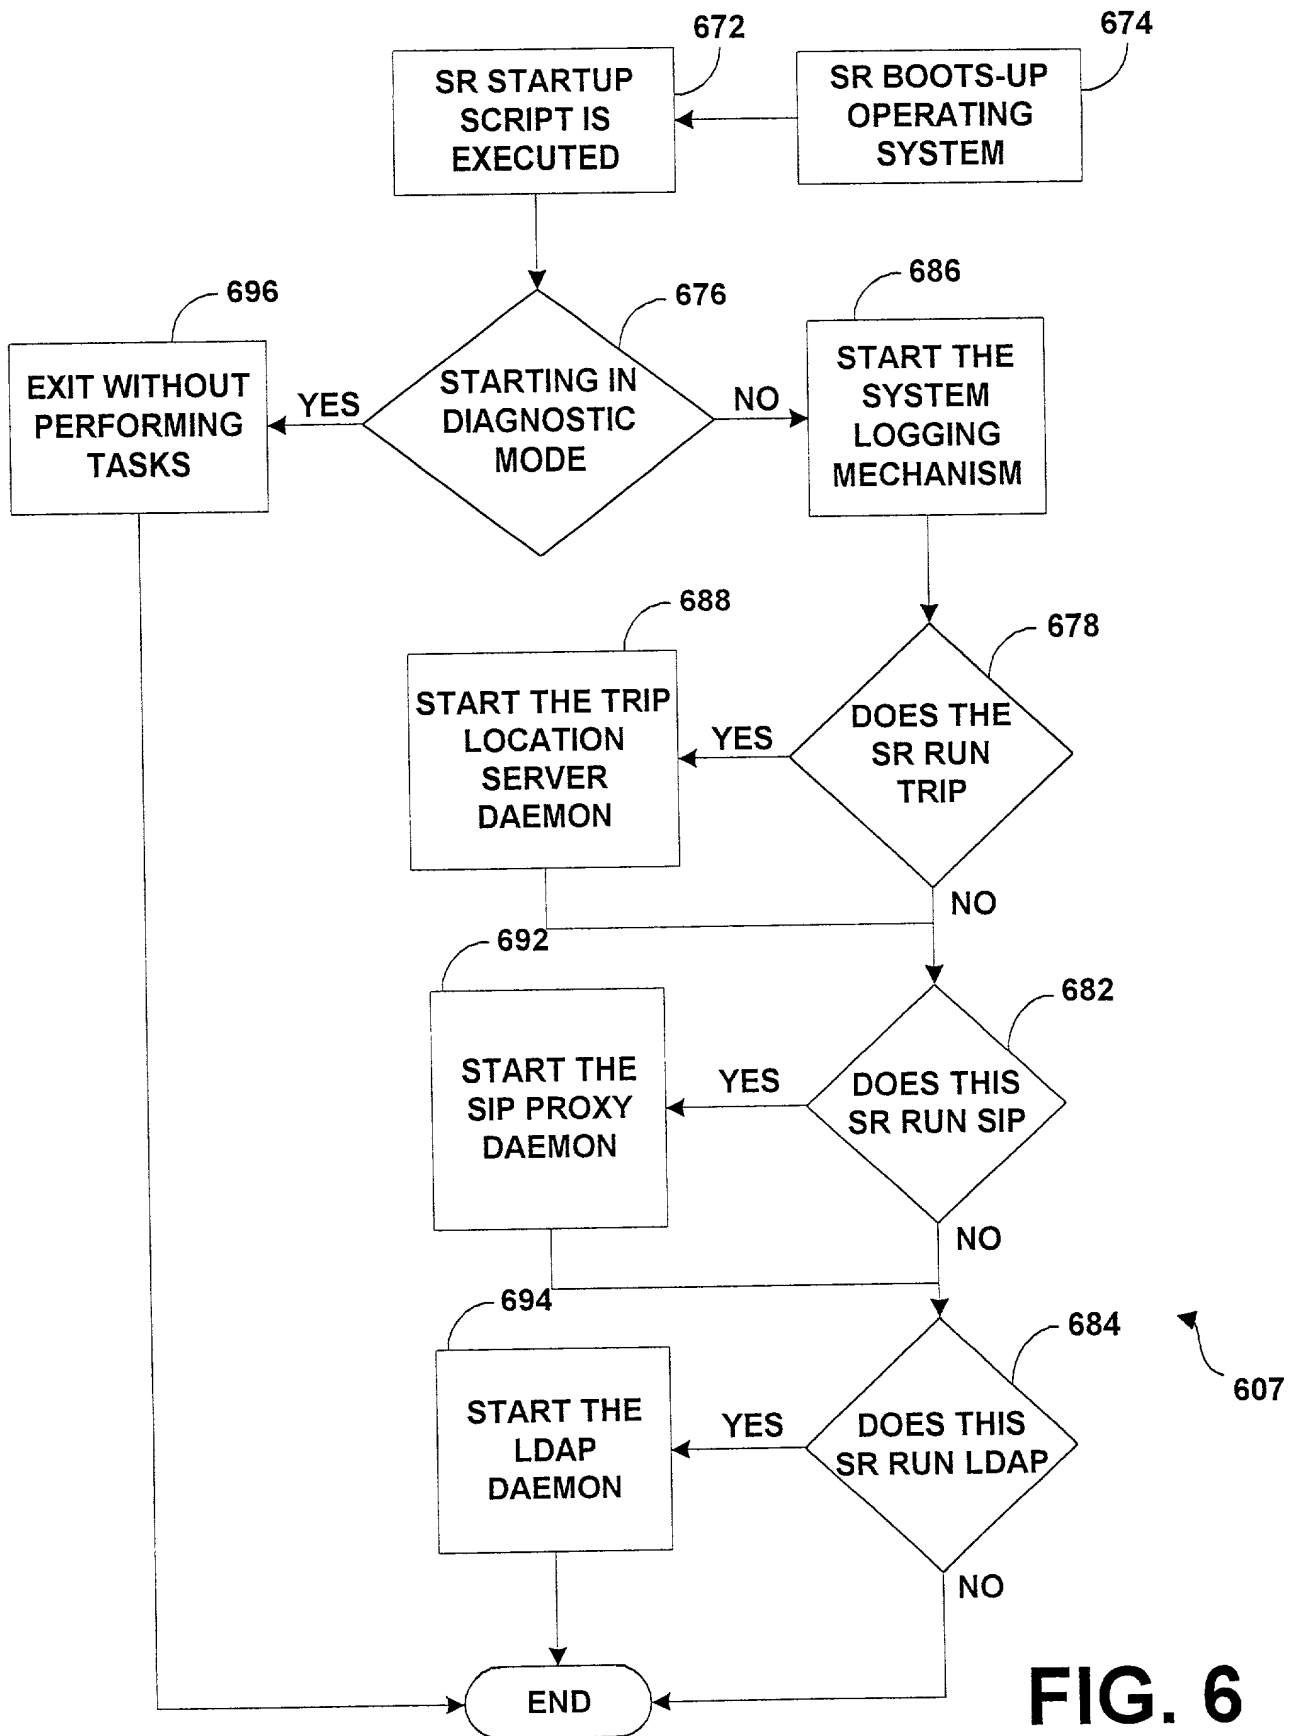 672
674
SR STARTUP
SCRIPT IS
EXECUTED
SR BOOTS-UP
OPERATING
SYSTEM
696
676
686
EXIT WITHOUT
PERFORMING
TASKS
YES
STARTING IN
DIAGNOSTIC
MODE
NO
START THE
SYSTEM
LOGGING
MECHANISM
688
678
START THE TRIP
LOCATION
SERVER
DAEMON
YES
DOES THE
SR RUN
TRIP
NO
692
682
START THE
SIP PROXY
DAEMON
YES
DOES THIS
SR RUN SIP
NO
694
684
607
START THE
LDAP
DAEMON
YES
DOES THIS
SR RUN LDAP
NO
END
FIG. 6